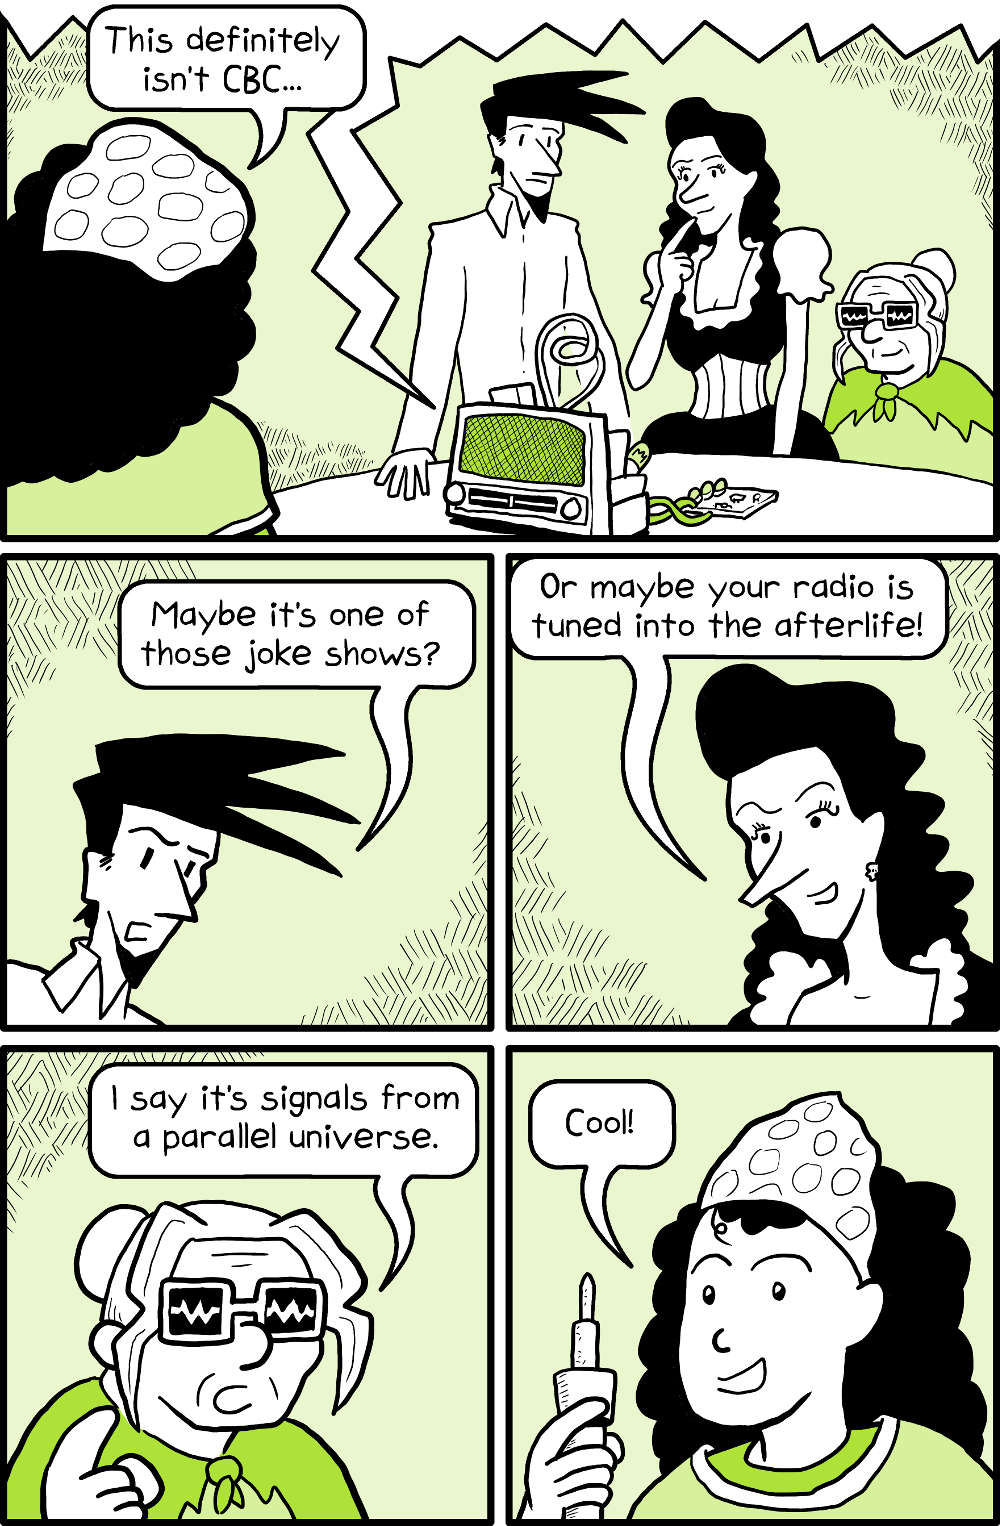 This definitely
isn't CBC...
Maybe it's one of
those joke shows?
Or maybe your radio is
tuned into the afterlife!
I say it's signals from
a parallel universe.
Cool!